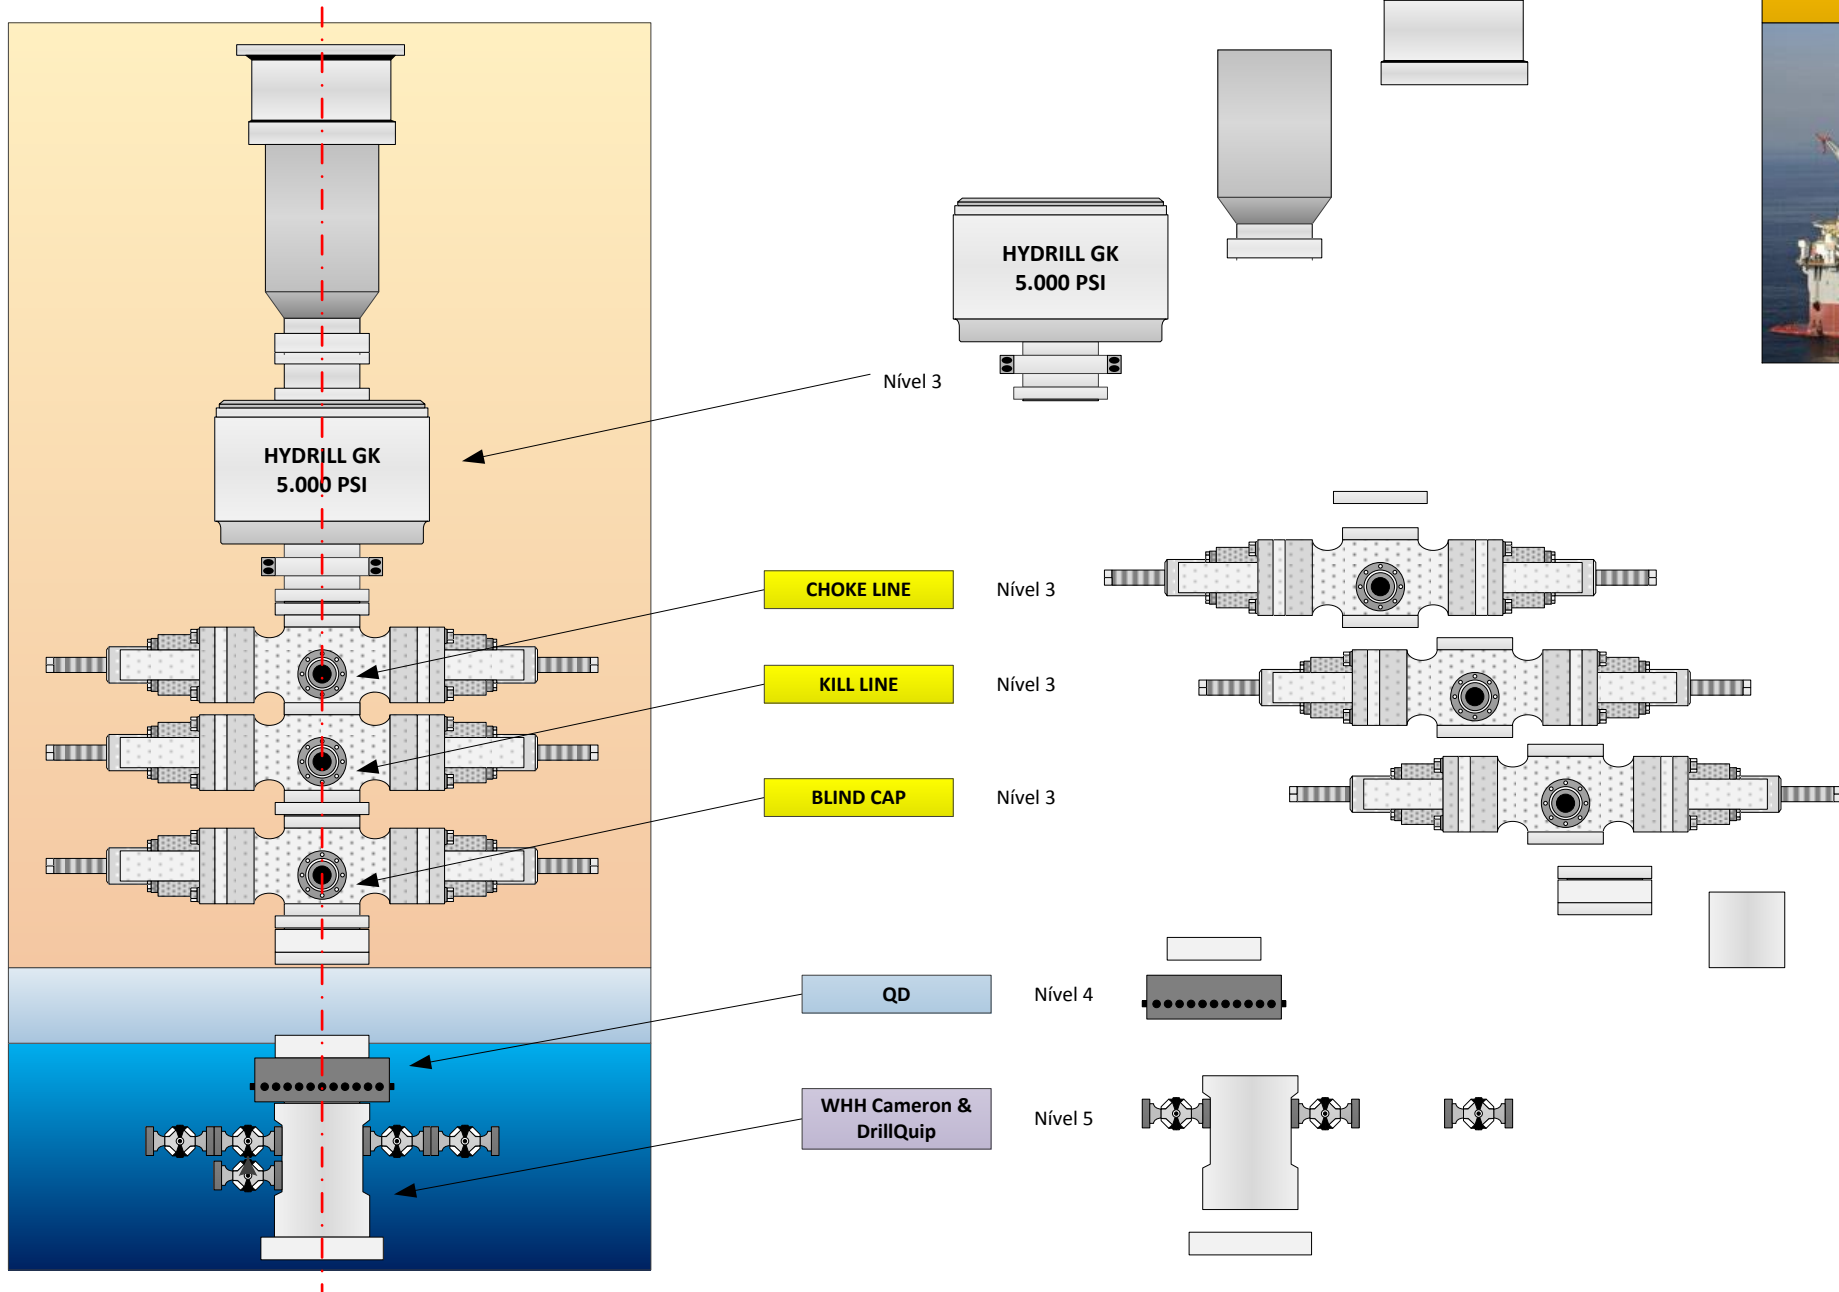 HYDRILL GK
5.000 PSI
Nível 3
HYDRILL GK
5.000 PSI
CHOKE LINE
Nível 3
KILL LINE
Nível 3
BLIND CAP
Nível 3
QD
Nível 4
WHH Cameron &
DrillQuip
Nível 5